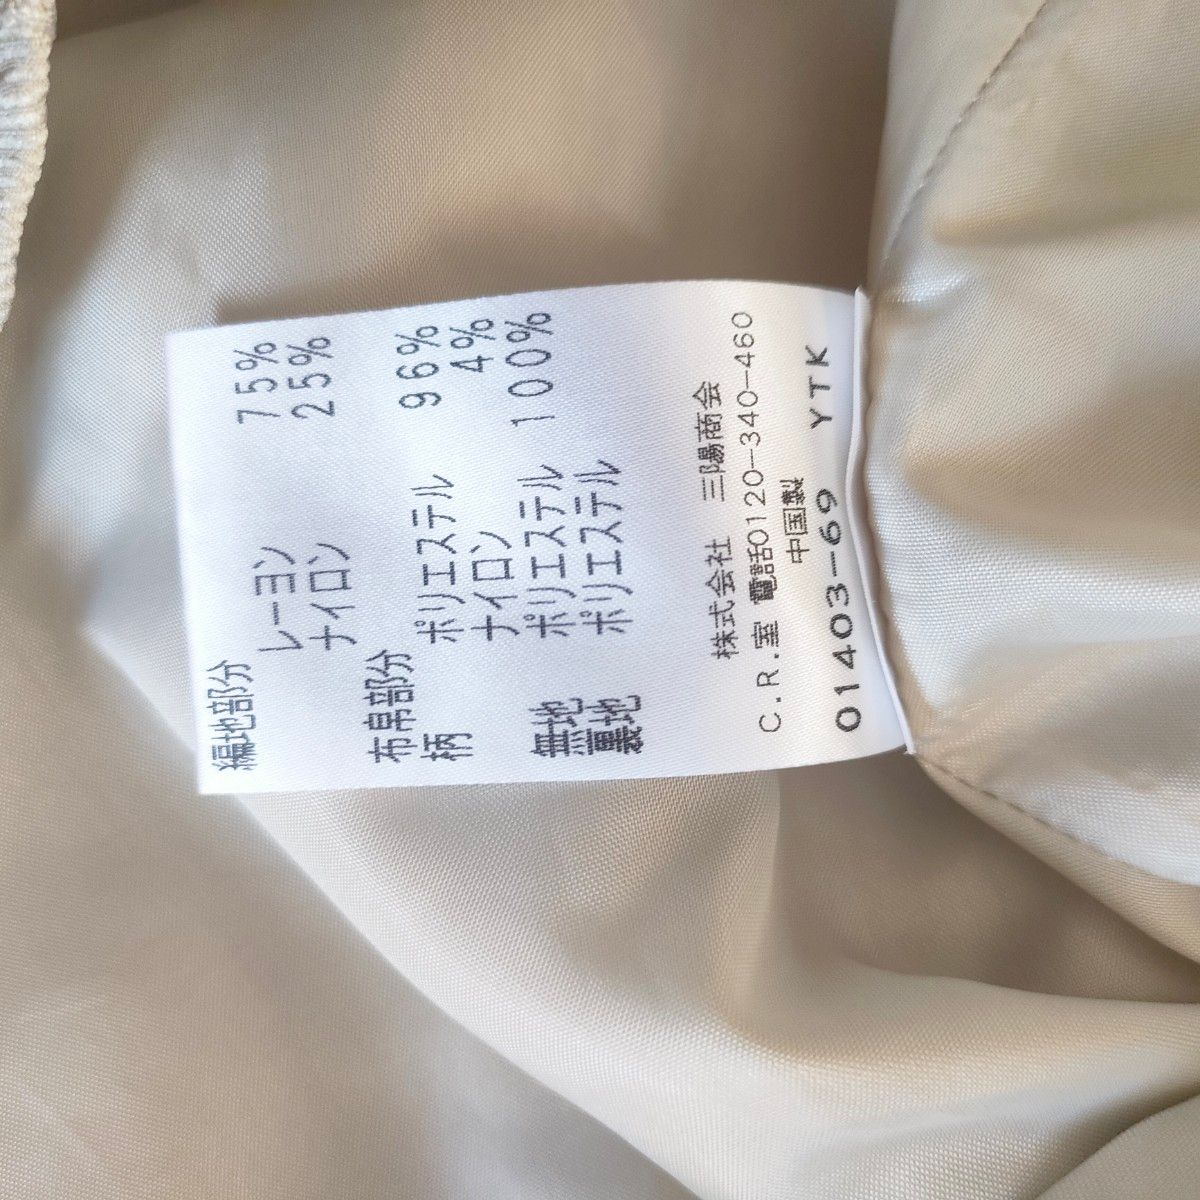 編地部分
レーヨン 75%
ナイロン 25%
布帛部分
柄 ポリエステル 96%
ナイロン 4%
無地 ポリエステル 100%
裏地 ポリエステル
株式会社 三陽商会
C.R.室 電話0120-340-460
中国製
01403-69 YTK